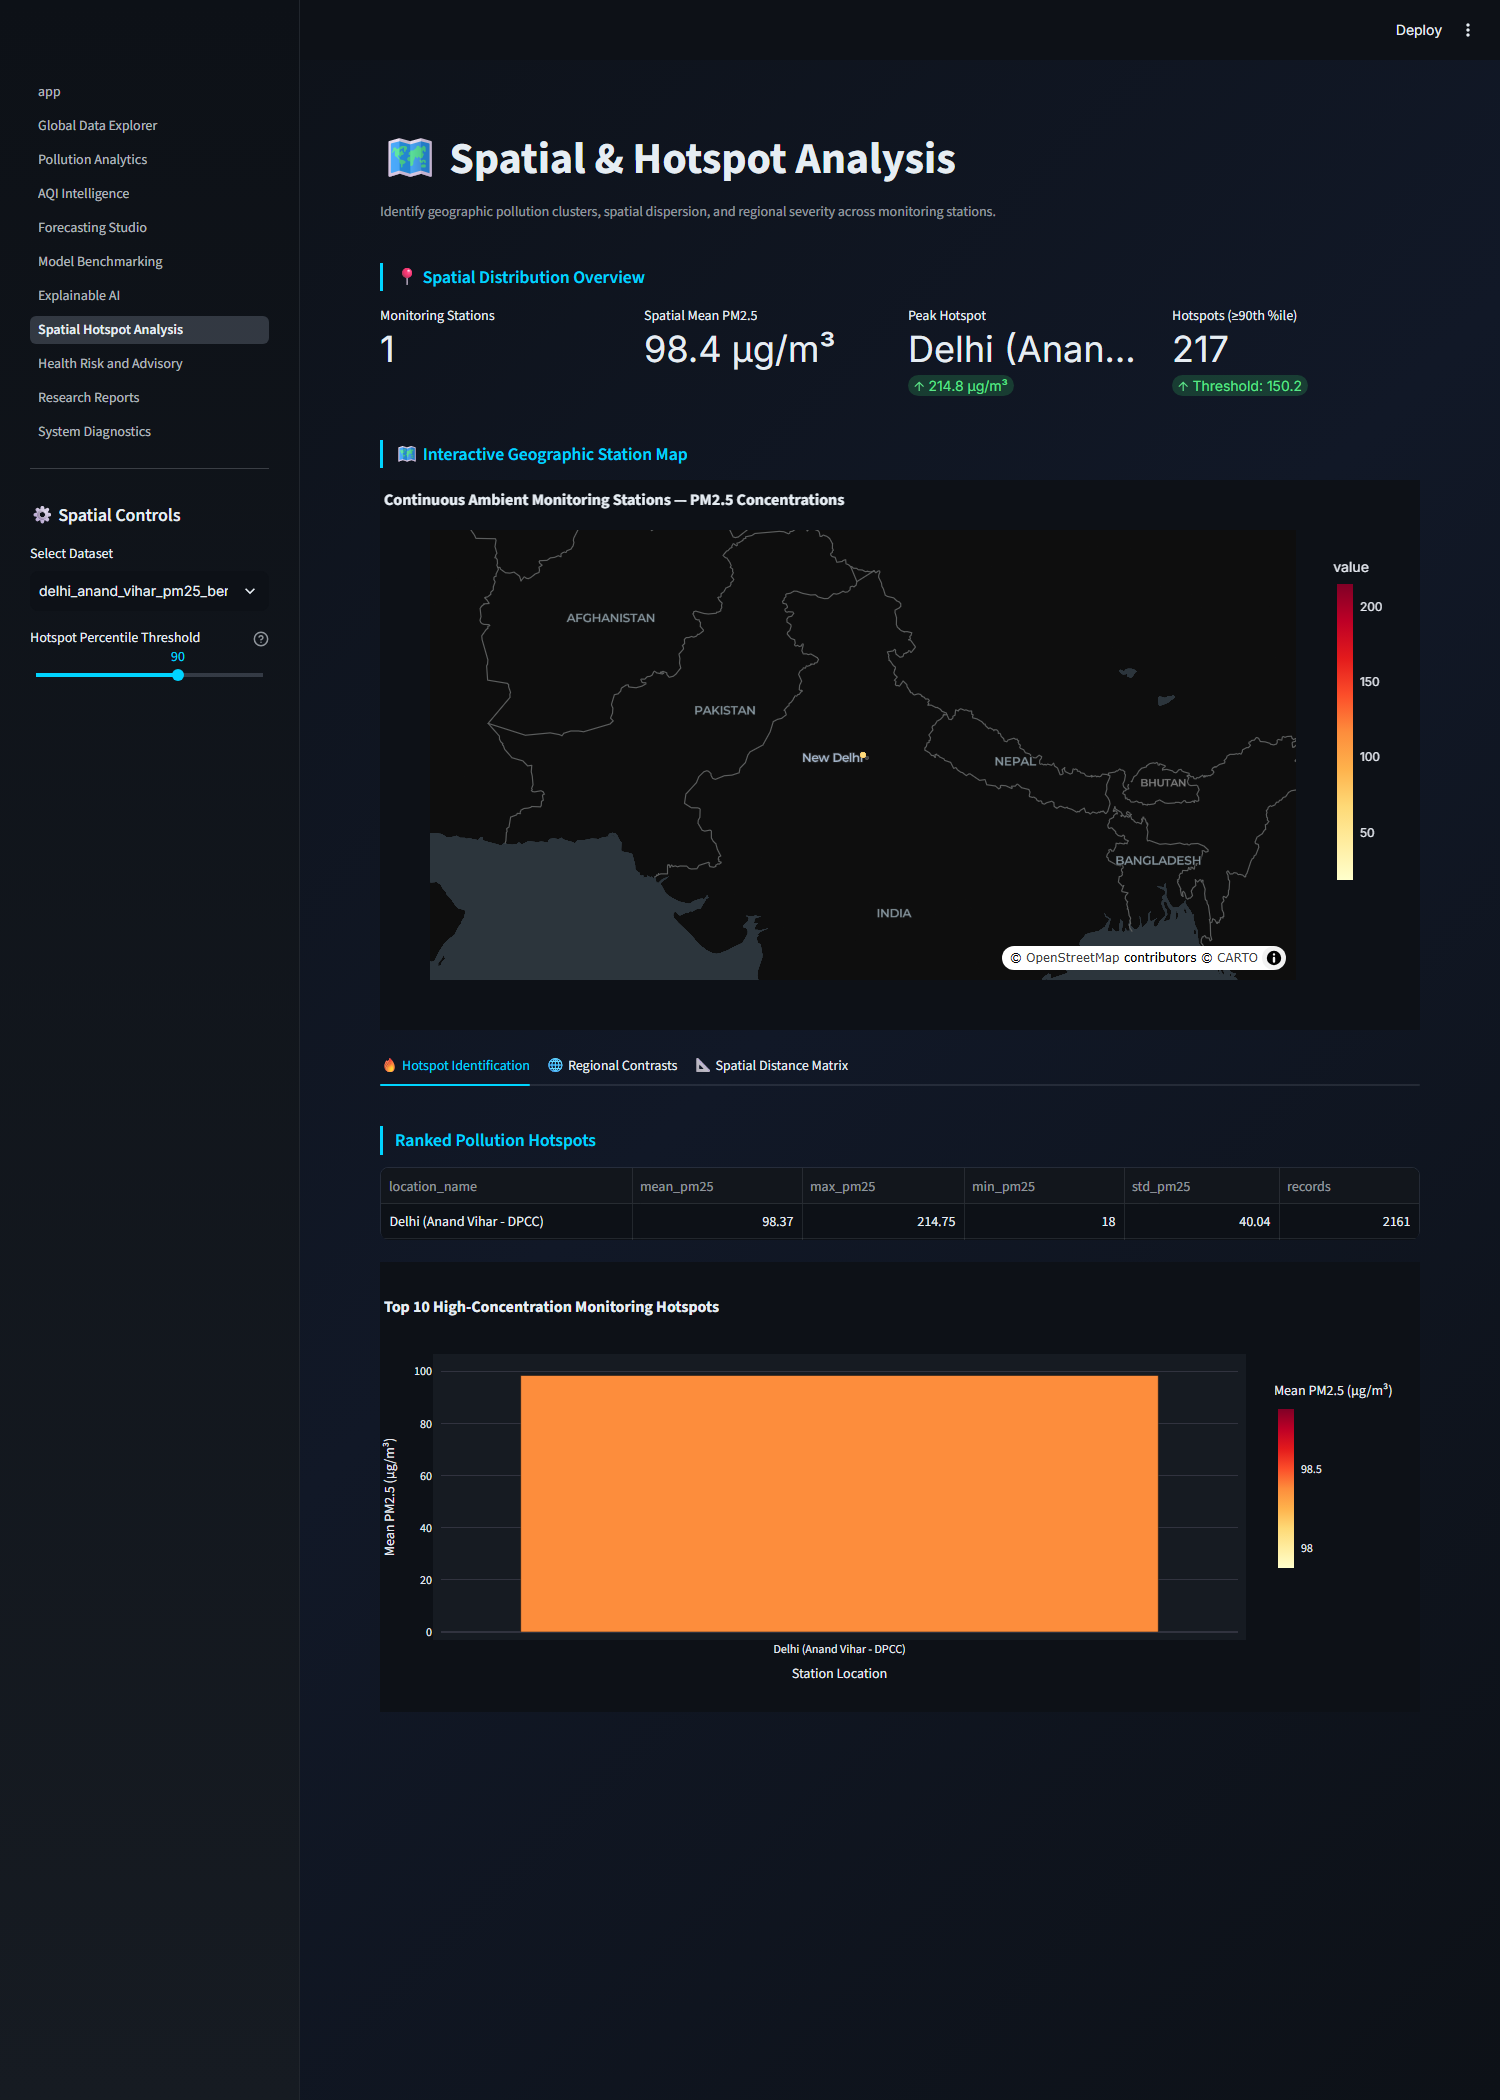 Deploy
app
Global Data Explorer
Pollution Analytics
AQI Intelligence
Forecasting Studio
Model Benchmarking
Explainable AI
Spatial Hotspot Analysis
Health Risk and Advisory
Research Reports
System Diagnostics
Spatial Controls
Select Dataset
delhi_anand_vihar_pm25_ber
Hotspot Percentile Threshold
90
Spatial & Hotspot Analysis
Identify geographic pollution clusters, spatial dispersion, and regional severity across monitoring stations.
Spatial Distribution Overview
Monitoring Stations
1
Spatial Mean PM2.5
98.4 µg/m³
Peak Hotspot
Delhi (Anan...
↑ 214.8 µg/m³
Hotspots (≥90th %ile)
217
↑ Threshold: 150.2
Interactive Geographic Station Map
Continuous Ambient Monitoring Stations — PM2.5 Concentrations
AFGHANISTAN
PAKISTAN
New Delhi
NEPAL
BHUTAN
BANGLADESH
INDIA
© OpenStreetMap contributors © CARTO
value
200
150
100
50
Hotspot Identification Regional Contrasts Spatial Distance Matrix
Ranked Pollution Hotspots
location_name mean_pm25 max_pm25 min_pm25 std_pm25 records
Delhi (Anand Vihar - DPCC) 98.37 214.75 18 40.04 2161
Top 10 High-Concentration Monitoring Hotspots
Mean PM2.5 (µg/m³)
100
80
60
40
20
0
Delhi (Anand Vihar - DPCC)
Station Location
Mean PM2.5 (µg/m³)
98.5
98